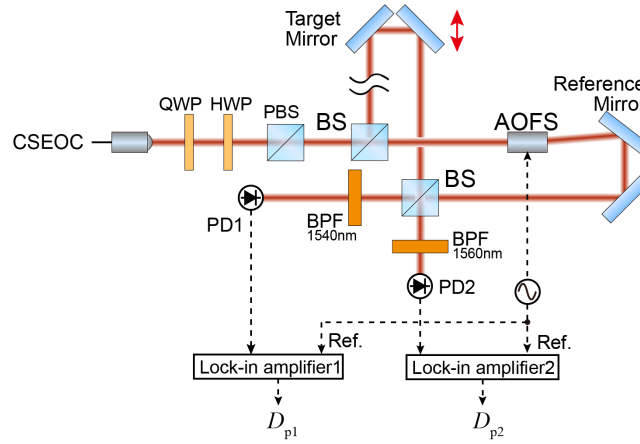 Target
Mirror
Reference
Mirror
QWP
HWP
PBS
BS
AOFS
CSEOC
BS
PD1
BPF
1540nm
BPF
1560nm
PD2
Ref.
Ref.
Lock-in amplifier1
Lock-in amplifier2
Dp1
Dp2